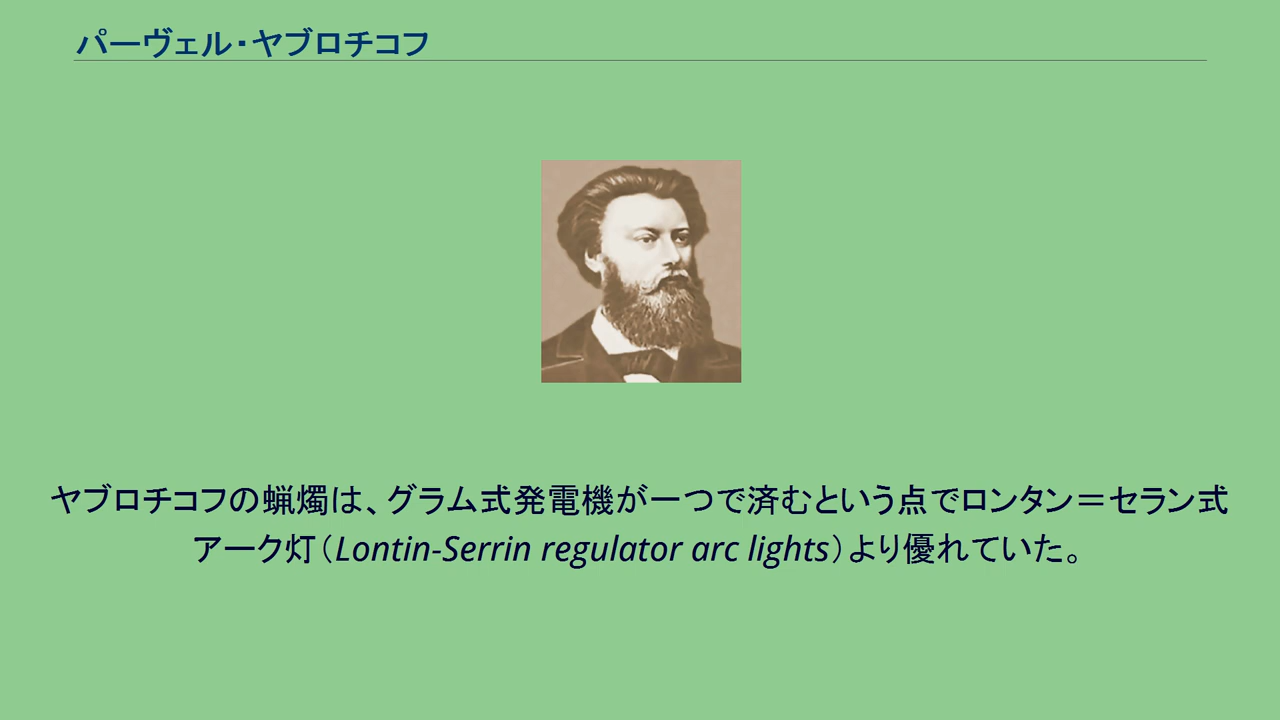 パーヴェル・ヤブロチコフ
ヤブロチコフの蝋燭は、グラム式発電機が一つで済むという点でロンタン＝セラン式
アーク灯（Lontin-Serrin regulator arc lights）より優れていた。